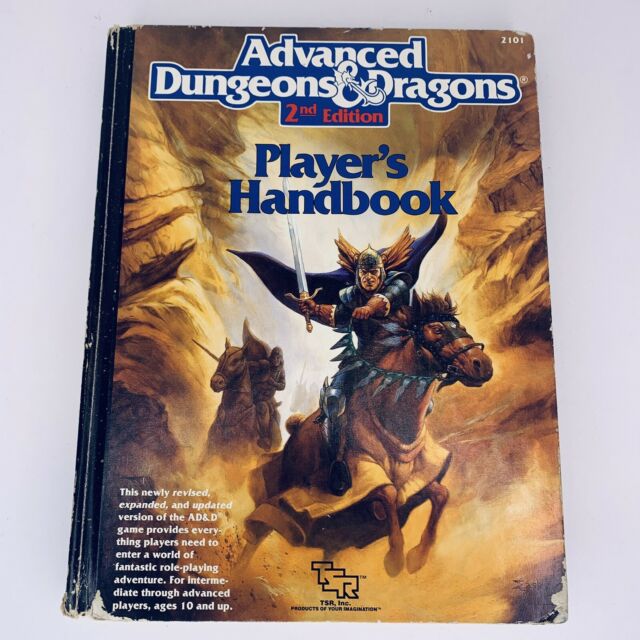 2101
Advanced
Dungeons & Dragons®
2nd Edition
Player's
Handbook
This newly revised,
expanded, and updated
version of the AD&D®
game provides every-
thing players need to
enter a world of
fantastic role-playing
adventure. For interme-
diate through advanced
players, ages 10 and up.
TSR™
TSR, Inc.
PRODUCTS OF YOUR IMAGINATION™